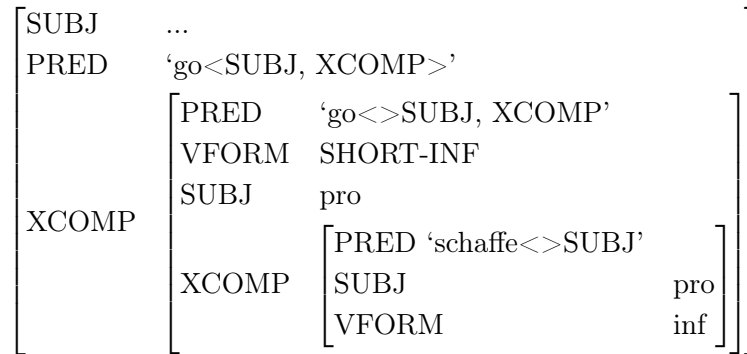 SUBJ ...
PRED ‘go<SUBJ, XCOMP>’
XCOMP
PRED ‘go<>SUBJ, XCOMP’
VFORM SHORT-INF
SUBJ pro
XCOMP
PRED ‘schaffe<>SUBJ’
SUBJ pro
VFORM inf